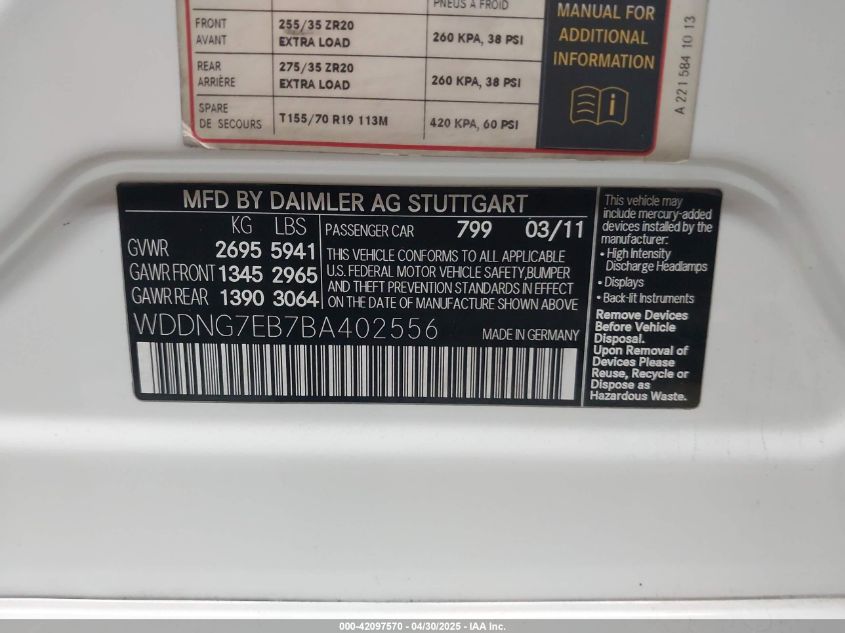 PNEUS À FROID
FRONT
AVANT
255/35 ZR20
EXTRA LOAD
260 KPA, 38 PSI
REAR
ARRIÈRE
275/35 ZR20
EXTRA LOAD
260 KPA, 38 PSI
SPARE
DE SECOURS
T155/70 R19 113M
420 KPA, 60 PSI
MANUAL FOR
ADDITIONAL
INFORMATION
A 221 584 10 13
MFD BY DAIMLER AG STUTTGART
KG LBS
GVWR 2695 5941
GAWR FRONT 1345 2965
GAWR REAR 1390 3064
PASSENGER CAR 799 03/11
THIS VEHICLE CONFORMS TO ALL APPLICABLE
U.S. FEDERAL MOTOR VEHICLE SAFETY,BUMPER
AND THEFT PREVENTION STANDARDS IN EFFECT
ON THE DATE OF MANUFACTURE SHOWN ABOVE
WDDNG7EB7BA402556 MADE IN GERMANY
This vehicle may
include mercury-added
devices installed by the
manufacturer:
• High Intensity
Discharge Headlamps
• Displays
• Back-lit Instruments
Remove Devices
Before Vehicle
Disposal.
Upon Removal of
Devices Please
Reuse, Recycle or
Dispose as
Hazardous Waste.
000-42097570 - 04/30/2025 - IAA Inc.